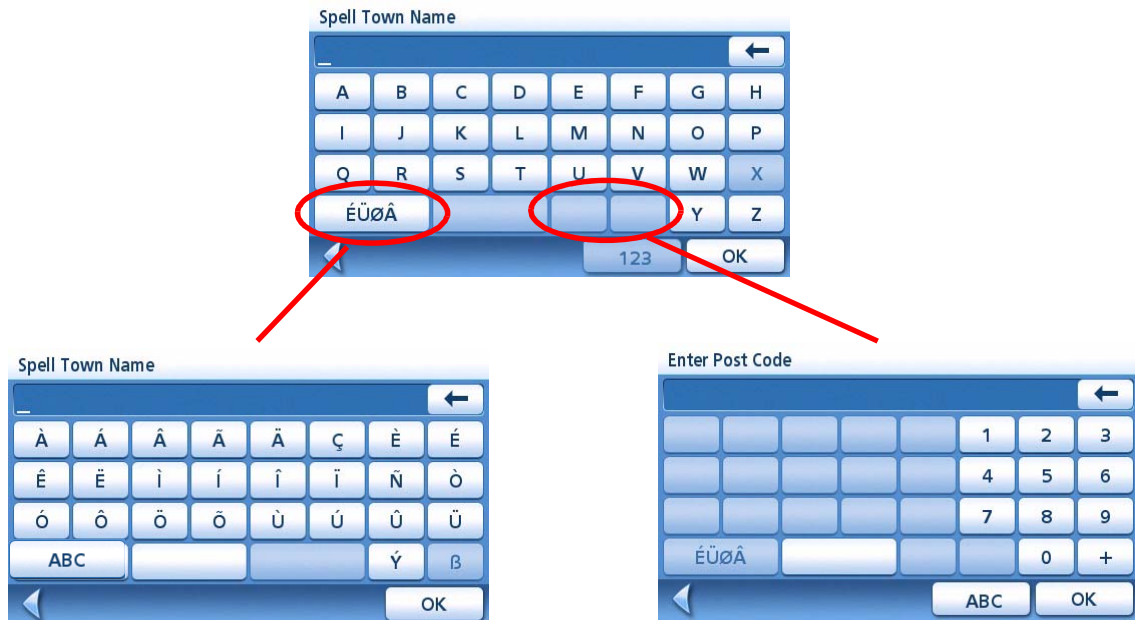 Spell Town Name
_
A B C D E F G H
I J K L M N O P
Q R S T U V W X
ÉÜØÂ Y Z
123 OK
Spell Town Name
_
À Á Â Ã Ä Ç È É
Ê Ë Ì Í Î Ï Ñ Ò
Ó Ô Ö Õ Ù Ú Û Ü
ABC Ý ß
OK
Enter Post Code
1 2 3
4 5 6
7 8 9
ÉÜØÂ 0 +
ABC OK